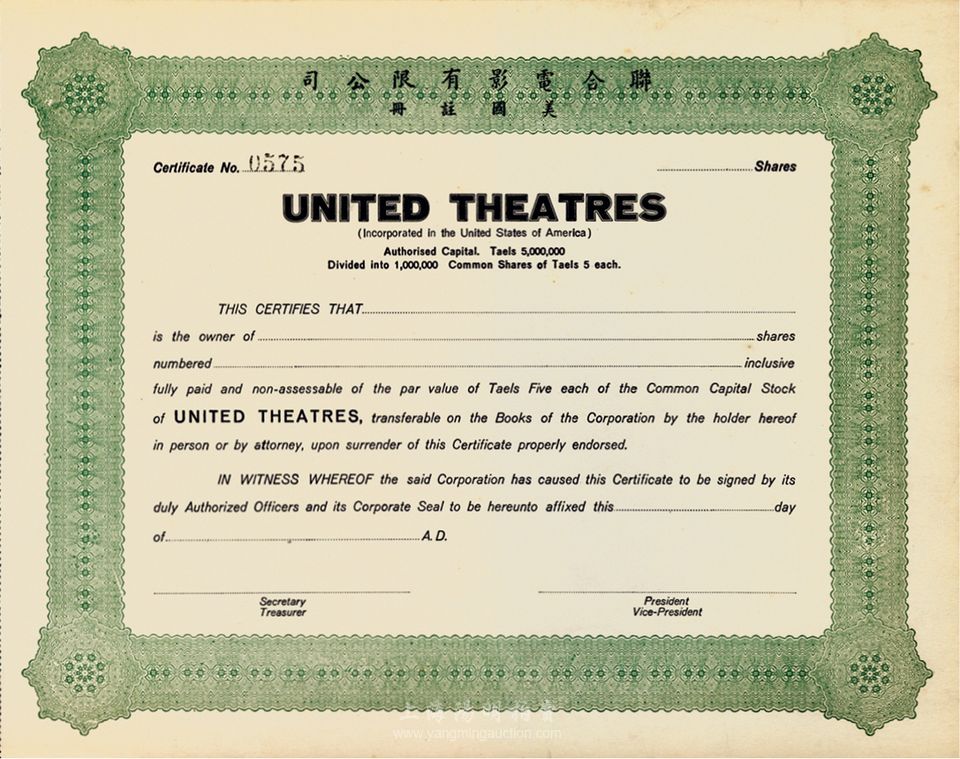 聯合電影有限公司
美國註冊
Certificate No. 0575
Shares
UNITED THEATRES
(Incorporated in the United States of America)
Authorised Capital. Taels 5,000,000
Divided into 1,000,000 Common Shares of Taels 5 each.
THIS CERTIFIES THAT
is the owner of shares
numbered inclusive
fully paid and non-assessable of the par value of Taels Five each of the Common Capital Stock
of UNITED THEATRES, transferable on the Books of the Corporation by the holder hereof
in person or by attorney, upon surrender of this Certificate properly endorsed.
IN WITNESS WHEREOF the said Corporation has caused this Certificate to be signed by its
duly Authorized Officers and its Corporate Seal to be hereunto affixed this day
of A. D.
Secretary
Treasurer
President
Vice-President
上海陽明拍賣
www.yangmingauction.com